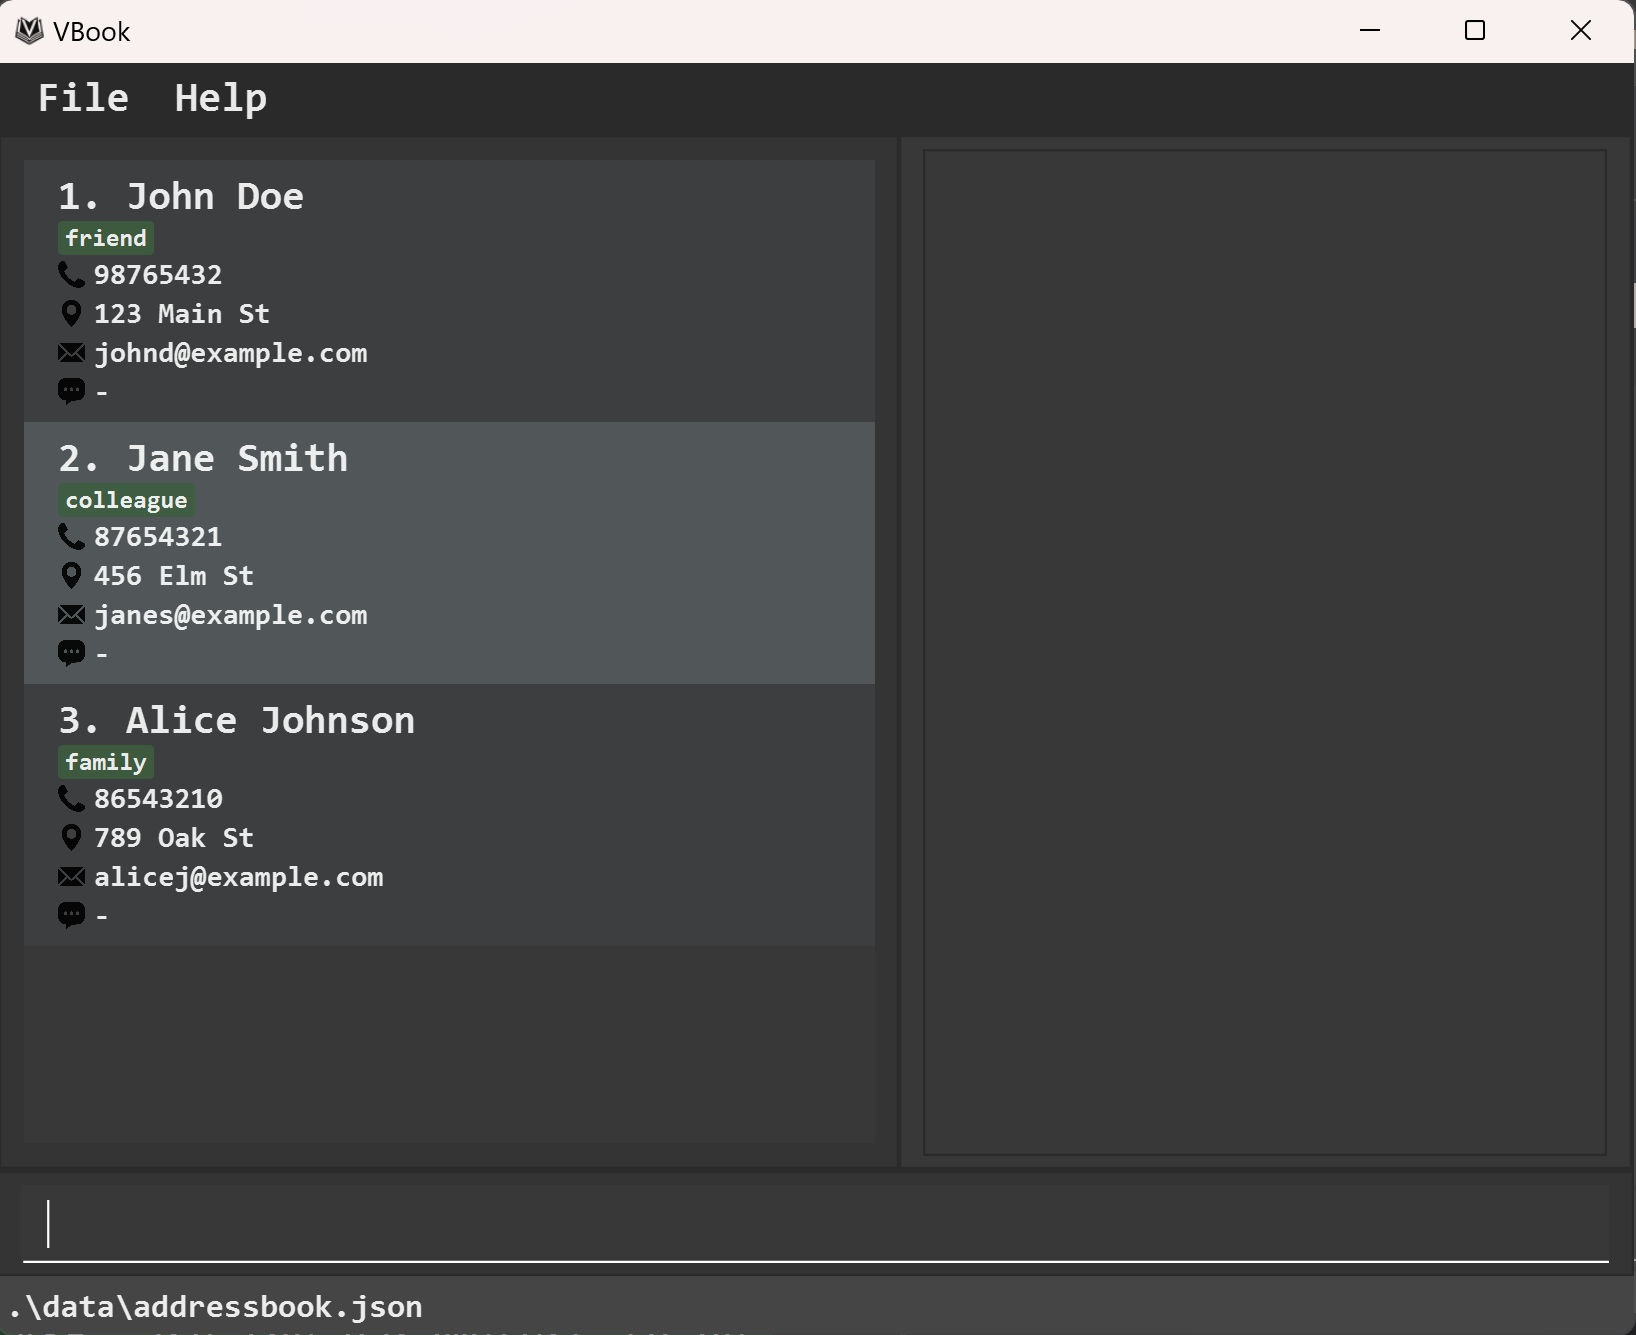 VBook
File Help
1. John Doe
friend
98765432
123 Main St
johnd@example.com
-
2. Jane Smith
colleague
87654321
456 Elm St
janes@example.com
-
3. Alice Johnson
family
86543210
789 Oak St
alicej@example.com
-
.\data\addressbook.json